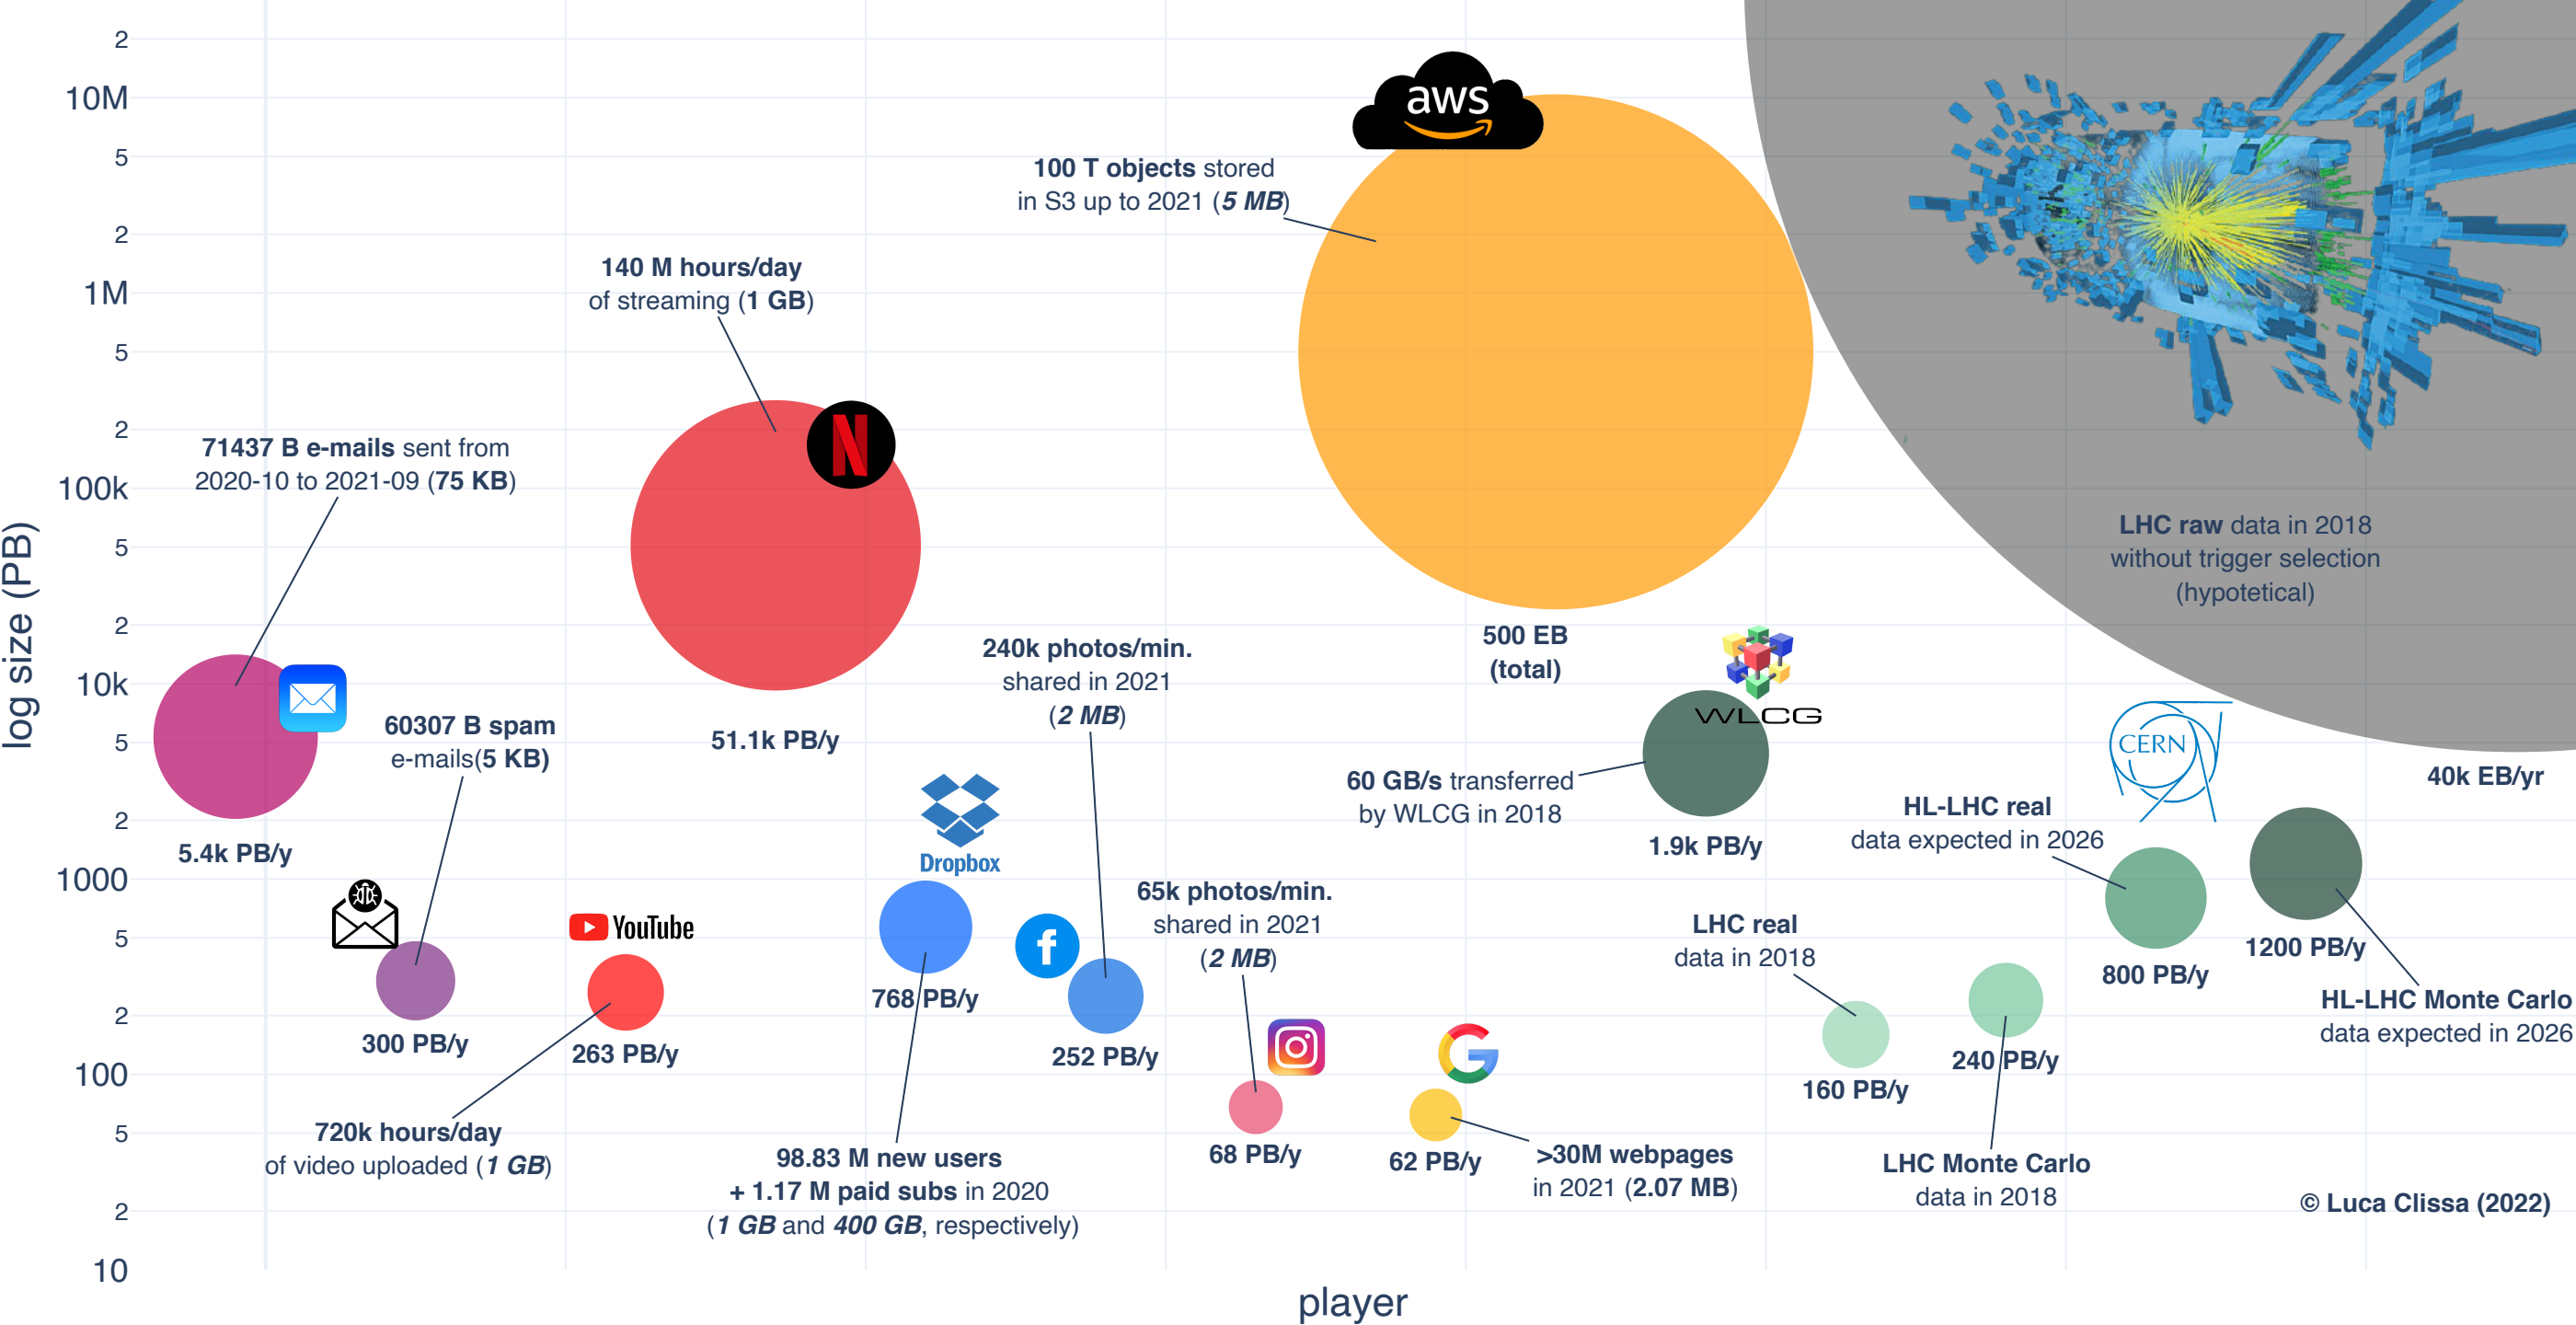 2
10M
5
2
1M
5
2
100k
5
2
10k
5
2
1000
5
2
100
5
2
10
log size (PB)
player
71437 B e-mails sent from
2020-10 to 2021-09 (75 KB)
5.4k PB/y
60307 B spam
e-mails(5 KB)
300 PB/y
YouTube
263 PB/y
720k hours/day
of video uploaded (1 GB)
140 M hours/day
of streaming (1 GB)
N
51.1k PB/y
Dropbox
768 PB/y
98.83 M new users
+ 1.17 M paid subs in 2020
(1 GB and 400 GB, respectively)
240k photos/min.
shared in 2021
(2 MB)
f
252 PB/y
65k photos/min.
shared in 2021
(2 MB)
68 PB/y
G
62 PB/y
>30M webpages
in 2021 (2.07 MB)
aws
100 T objects stored
in S3 up to 2021 (5 MB)
500 EB
(total)
WLCG
60 GB/s transferred
by WLCG in 2018
1.9k PB/y
LHC real
data in 2018
160 PB/y
240 PB/y
LHC Monte Carlo
data in 2018
CERN
HL-LHC real
data expected in 2026
800 PB/y
1200 PB/y
HL-LHC Monte Carlo
data expected in 2026
LHC raw data in 2018
without trigger selection
(hypotetical)
40k EB/yr
© Luca Clissa (2022)